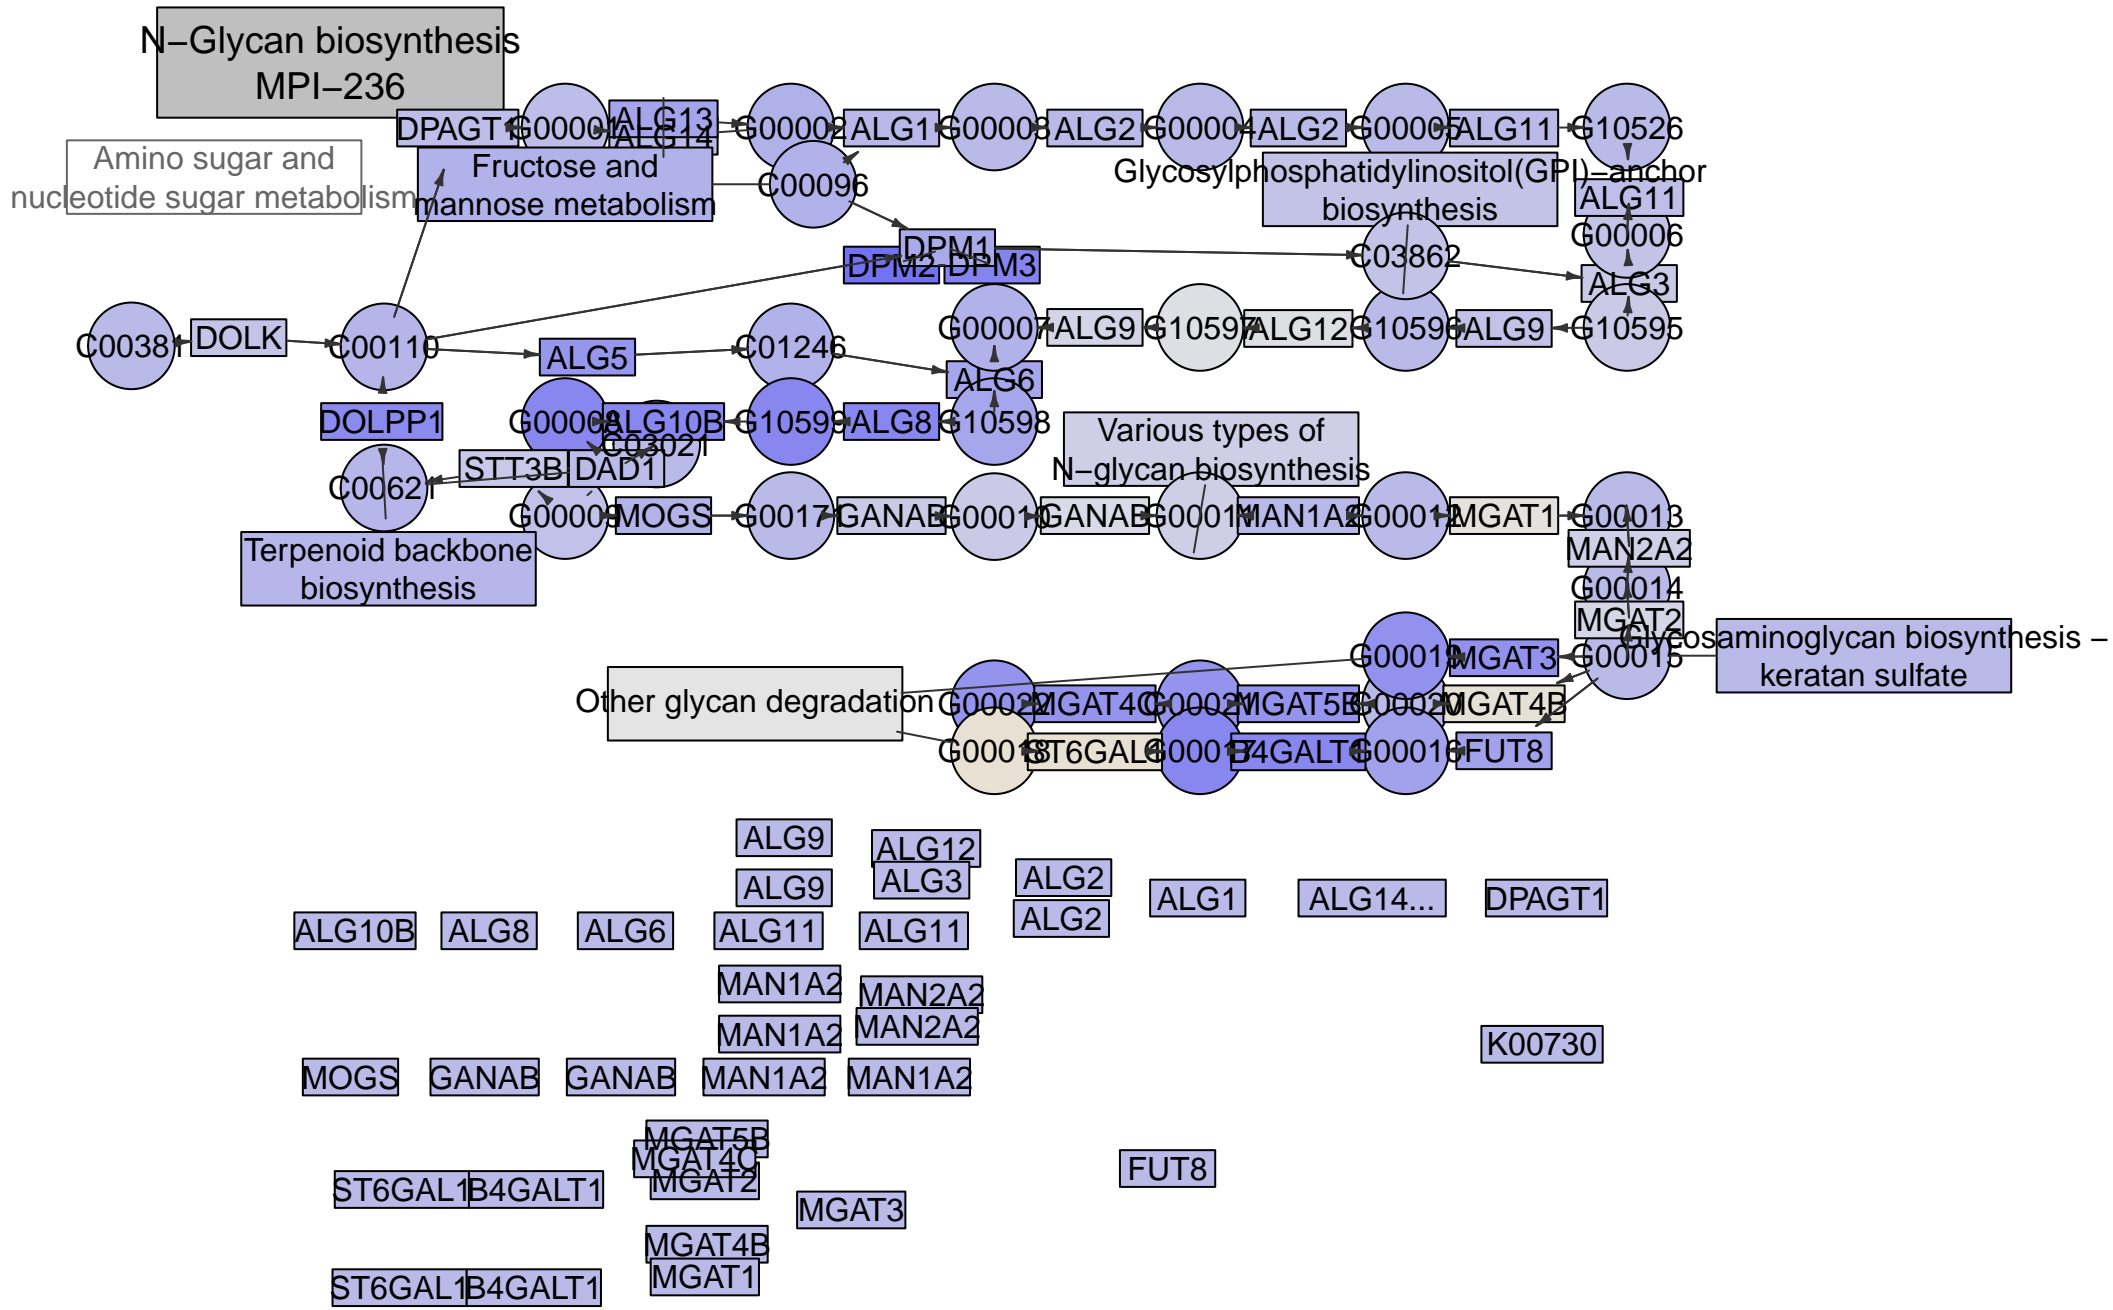 N−Glycan biosynthesis
MPI−236
DPAGT1
G00001
ALG13
ALG14
G00002
ALG1
G00003
ALG2
G00004
ALG2
G00005
ALG11
G10526
Amino sugar and
nucleotide sugar metabolism
Fructose and
mannose metabolism
C00096
Glycosylphosphatidylinositol(GPI)−anchor
biosynthesis
ALG11
G00006
DPM1
DPM2
DPM3
C03862
ALG3
C00381
DOLK
C00110
ALG5
C01246
G00007
ALG9
G10597
ALG12
G10596
ALG9
G10595
ALG6
DOLPP1
G00008
ALG10B
C03021
G10599
ALG8
G10598
Various types of
N−glycan biosynthesis
STT3B
DAD1
C00621
G00009
MOGS
G00171
GANAB
G00010
GANAB
G00011
MAN1A2
G00012
MGAT1
G00013
MAN2A2
G00014
Terpenoid backbone
biosynthesis
MGAT2
Glycosaminoglycan biosynthesis −
keratan sulfate
G00019
MGAT3
G00015
Other glycan degradation
G00022
MGAT4C
G00021
MGAT5B
G00020
MGAT4B
G00018
ST6GAL1
G00017
B4GALT1
G00016
FUT8
ALG9
ALG12
ALG9
ALG3
ALG2
ALG1
ALG14...
DPAGT1
ALG10B
ALG8
ALG6
ALG11
ALG11
ALG2
MAN1A2
MAN2A2
MAN1A2
MAN2A2
K00730
MOGS
GANAB
GANAB
MAN1A2
MAN1A2
MGAT5B
MGAT4C
MGAT2
FUT8
ST6GAL1
B4GALT1
MGAT3
MGAT4B
MGAT1
ST6GAL1
B4GALT1